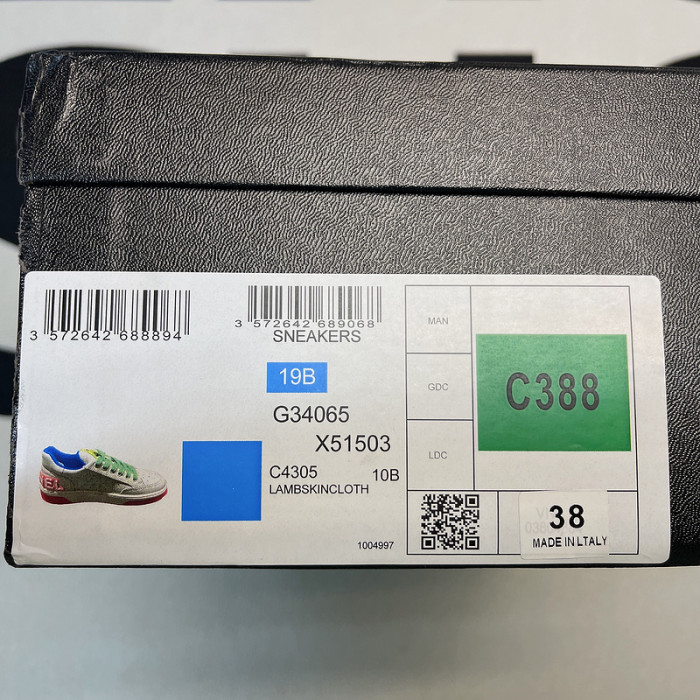 3 572642 688894
3 572642 689068
SNEAKERS
19B
G34065
X51503
C4305 10B
LAMBSKINCLOTH
1004997
MAN
GDC
LDC
C388
38
MADE IN LTALY